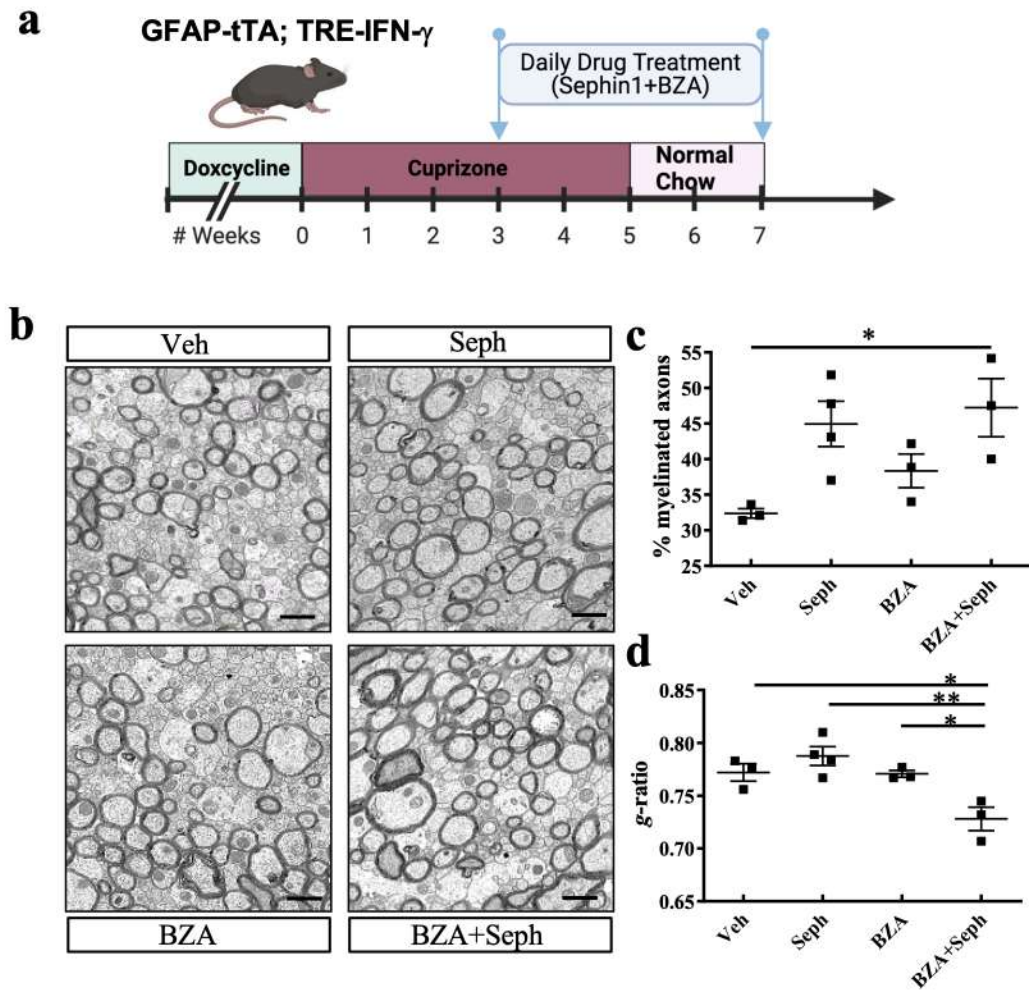 a
GFAP-tTA; TRE-IFN-γ
Daily Drug Treatment
(Sephin1+BZA)
Doxcycline
Cuprizone
Normal
Chow
# Weeks 0 1 2 3 4 5 6 7
b
Veh
Seph
BZA
BZA+Seph
c
*
% myelinated axons
55
50
45
40
35
30
25
Veh
Seph
BZA
BZA+Seph
d
*
**
*
g-ratio
0.85
0.80
0.75
0.70
0.65
Veh
Seph
BZA
BZA+Seph